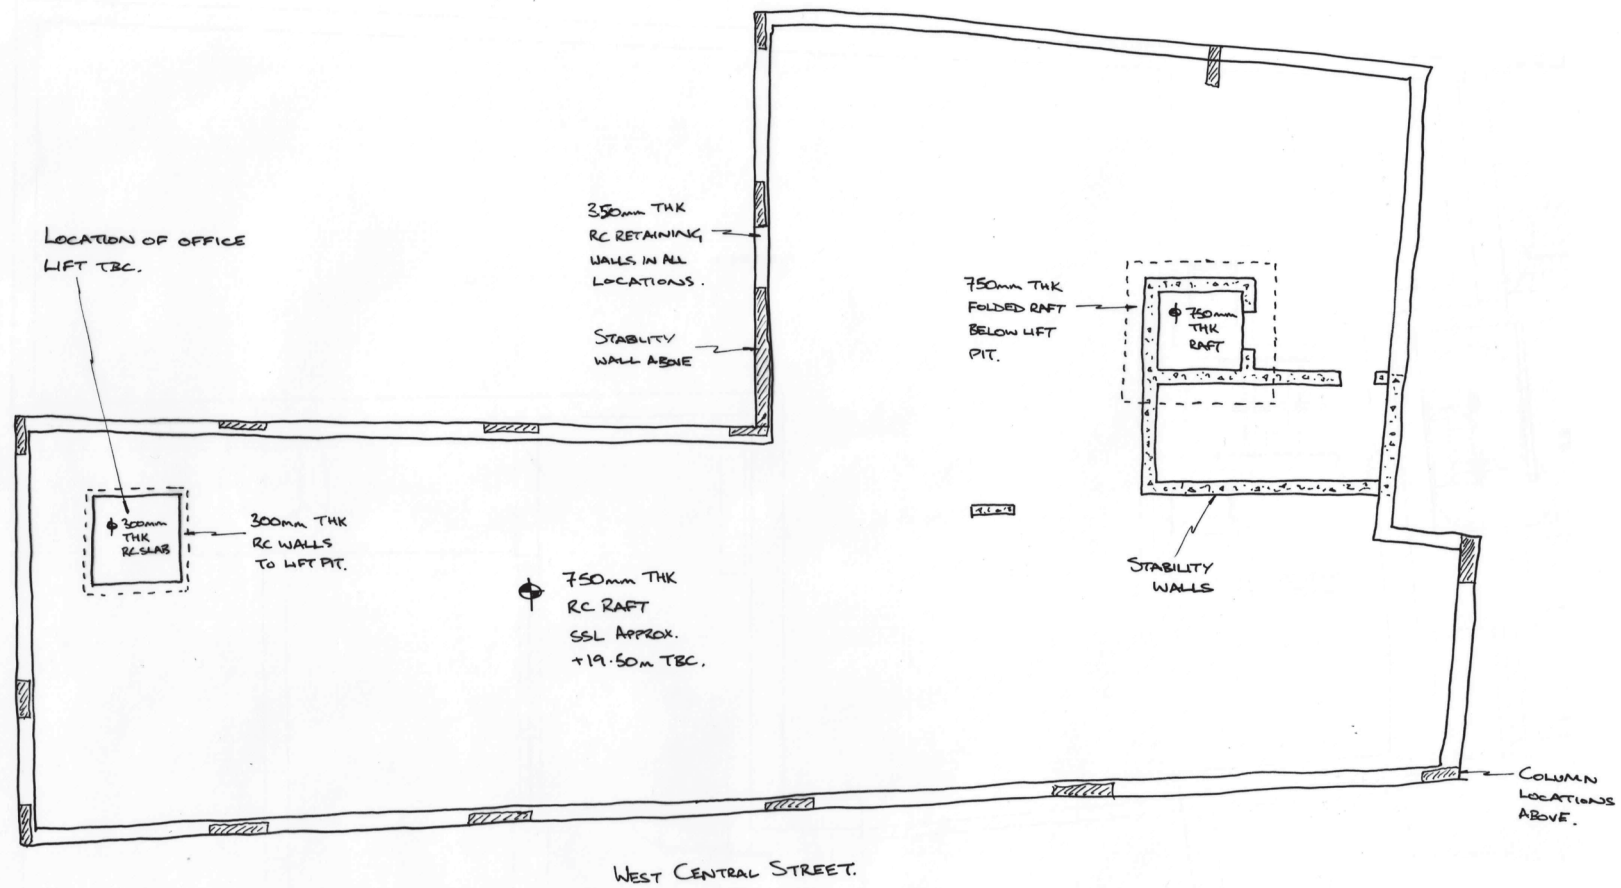 LOCATION OF OFFICE
LIFT TBC.
350mm THK
RC RETAINING
WALLS IN ALL
LOCATIONS.
STABILITY
WALL ABOVE
750mm THK
FOLDED RAFT
BELOW LIFT
PIT.
750mm
THK
RAFT
300mm
THK
RC SLAB
300mm THK
RC WALLS
TO LIFT PIT.
750mm THK
RC RAFT
SSL APPROX.
+19.50m TBC.
STABILITY
WALLS
COLUMN
LOCATIONS
ABOVE.
WEST CENTRAL STREET.